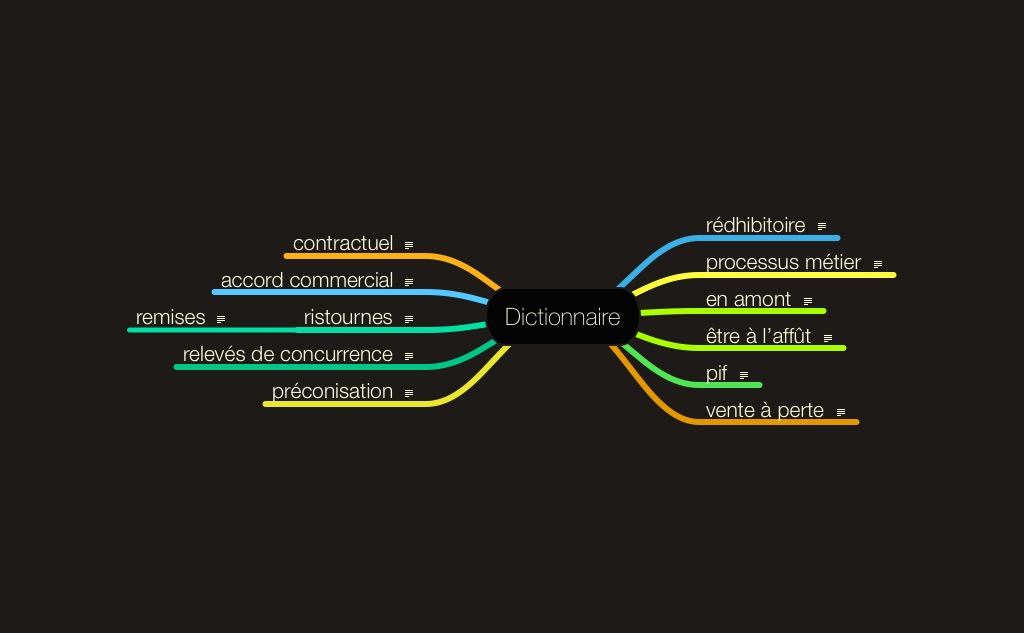 Dictionnaire
rédhibitoire
processus métier
en amont
être à l’affût
pif
vente à perte
contractuel
accord commercial
ristournes
remises
relevés de concurrence
préconisation